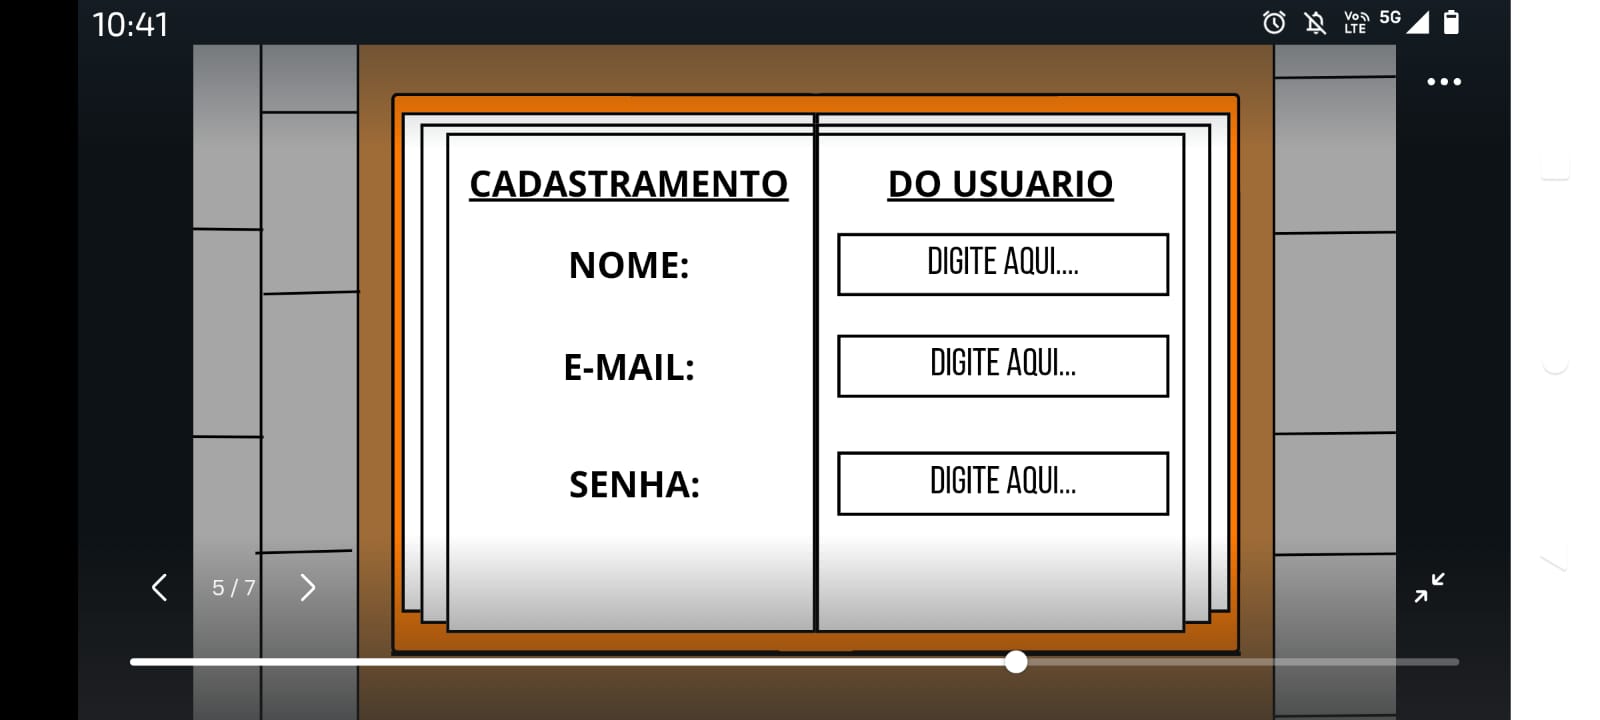 10:41
Vo LTE 5G
CADASTRAMENTO DO USUARIO
NOME: DIGITE AQUI....
E-MAIL: DIGITE AQUI...
SENHA: DIGITE AQUI...
5 / 7